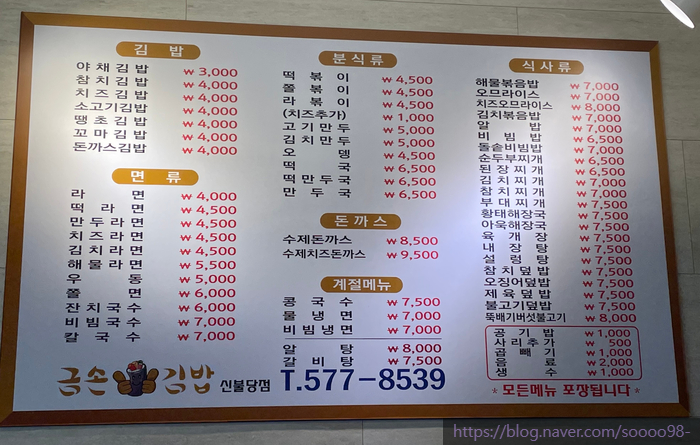 김 밥
야채김밥 ₩3,000
참치김밥 ₩4,000
치즈김밥 ₩4,000
소고기김밥 ₩4,000
땡초김밥 ₩4,000
꼬마김밥 ₩4,000
돈까스김밥 ₩4,000
면 류
라 면 ₩4,000
떡 라 면 ₩4,500
만두라면 ₩4,500
치즈라면 ₩4,500
김치라면 ₩4,500
해물라면 ₩5,500
우 동 ₩5,000
쫄 면 ₩6,000
잔치국수 ₩6,000
비빔국수 ₩7,000
칼 국 수 ₩7,000
분식류
떡 볶 이 ₩4,500
쫄 볶 이 ₩4,500
라 볶 이 ₩4,500
(치즈추가) ₩1,000
고기만두 ₩5,000
김치만두 ₩5,000
오 뎅 ₩4,500
떡 국 ₩6,500
떡만두국 ₩6,500
만 두 국 ₩6,500
돈까스
수제돈까스 ₩8,500
수제치즈돈까스 ₩9,500
계절메뉴
콩 국 수 ₩7,500
물 냉 면 ₩7,000
비빔냉면 ₩7,000
알 탕 ₩8,000
갈 비 탕 ₩7,500
식사류
해물볶음밥 ₩7,000
오므라이스 ₩7,000
치즈오므라이스 ₩8,000
김치볶음밥 ₩7,000
알 밥 ₩7,000
비 빔 밥 ₩6,500
돌솥비빔밥 ₩7,000
순두부찌개 ₩6,500
된장찌개 ₩6,500
김치찌개 ₩7,000
참치찌개 ₩7,000
부대찌개 ₩7,500
황태해장국 ₩7,500
아욱해장국 ₩7,500
육 개 장 ₩7,500
내 장 탕 ₩7,500
설 렁 탕 ₩7,500
참치덮밥 ₩7,000
오징어덮밥 ₩7,500
제육덮밥 ₩7,500
불고기덮밥 ₩7,500
뚝배기버섯불고기 ₩8,000
공 기 밥 ₩1,000
사리추가 ₩ 500
곱 빼 기 ₩1,000
음 료 ₩2,000
생 수 ₩1,000
* 모든메뉴 포장됩니다 *
금손 김밥 신불당점 T.577-8539
https://blog.naver.com/soooo98-